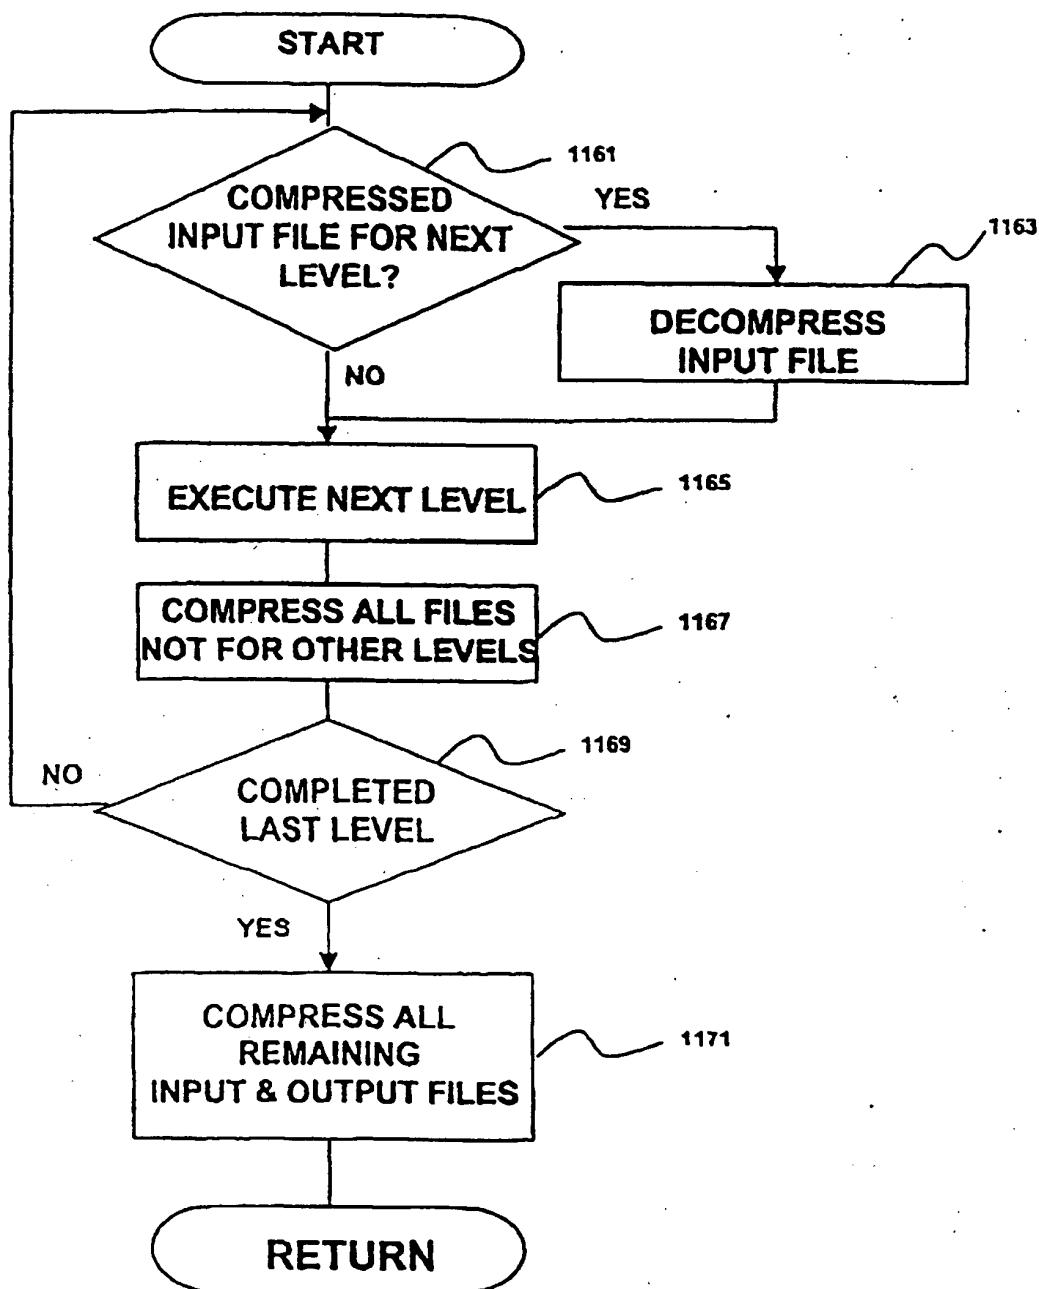 START
1161
COMPRESSED
INPUT FILE FOR NEXT
LEVEL?
YES
1163
DECOMPRESS
INPUT FILE
NO
EXECUTE NEXT LEVEL
1165
COMPRESS ALL FILES
NOT FOR OTHER LEVELS
1167
1169
NO
COMPLETED
LAST LEVEL
YES
COMPRESS ALL
REMAINING
INPUT & OUTPUT FILES
1171
RETURN